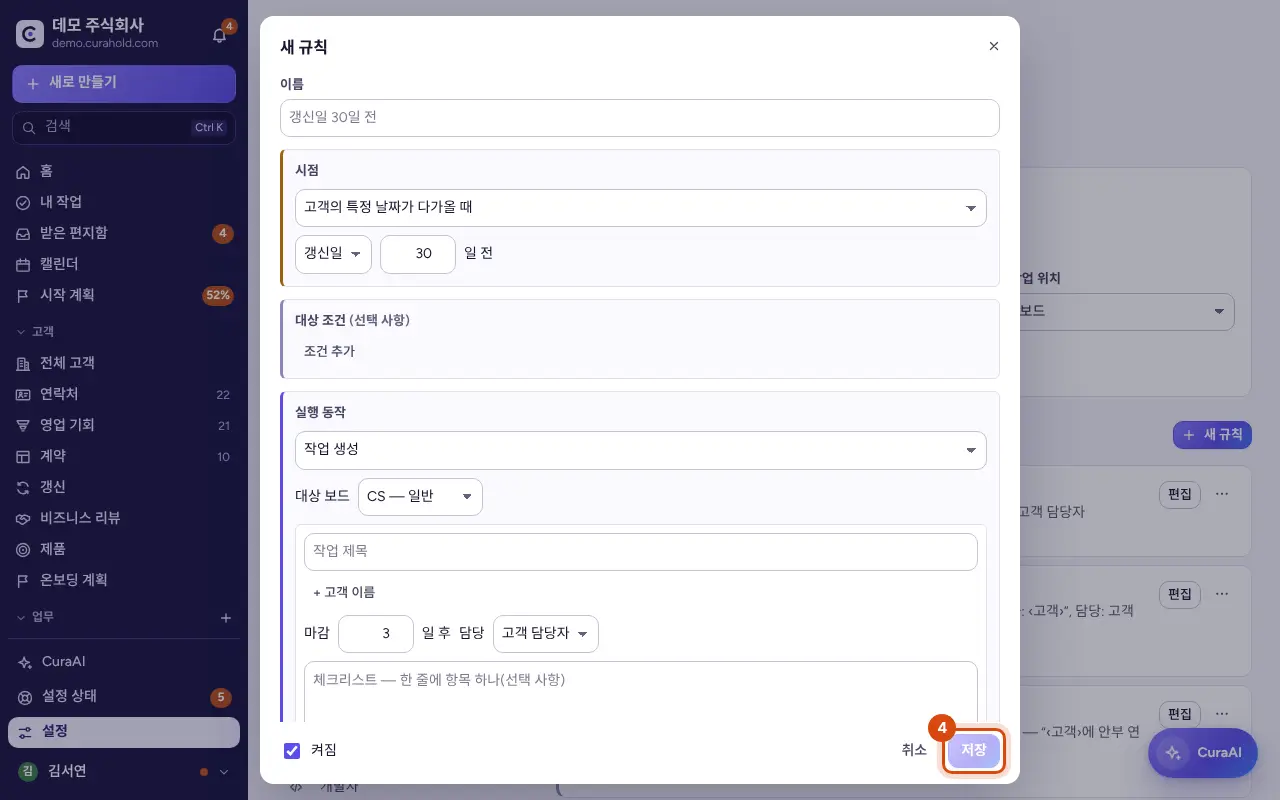 데모 주식회사
demo.curahold.com
4
새로 만들기
검색
Ctrl K
홈
내 작업
받은 편지함
4
캘린더
시작 계획
52%
고객
전체 고객
연락처
22
영업 기회
21
계약
10
갱신
비즈니스 리뷰
제품
온보딩 계획
업무
CuraAI
설정 상태
5
설정
김
김서연
새 규칙
이름
갱신일 30일 전
시점
고객의 특정 날짜가 다가올 때
갱신일
30
일 전
대상 조건 (선택 사항)
조건 추가
실행 동작
작업 생성
대상 보드
CS — 일반
작업 제목
+ 고객 이름
마감
3
일 후
담당
고객 담당자
체크리스트 — 한 줄에 항목 하나(선택 사항)
켜짐
취소
4
저장
업 위치
보드
새 규칙
편집
고객 담당자
편집
: ‹고객›”, 담당: 고객
편집
— “‹고객›에 안부 연
CuraAI
개발자